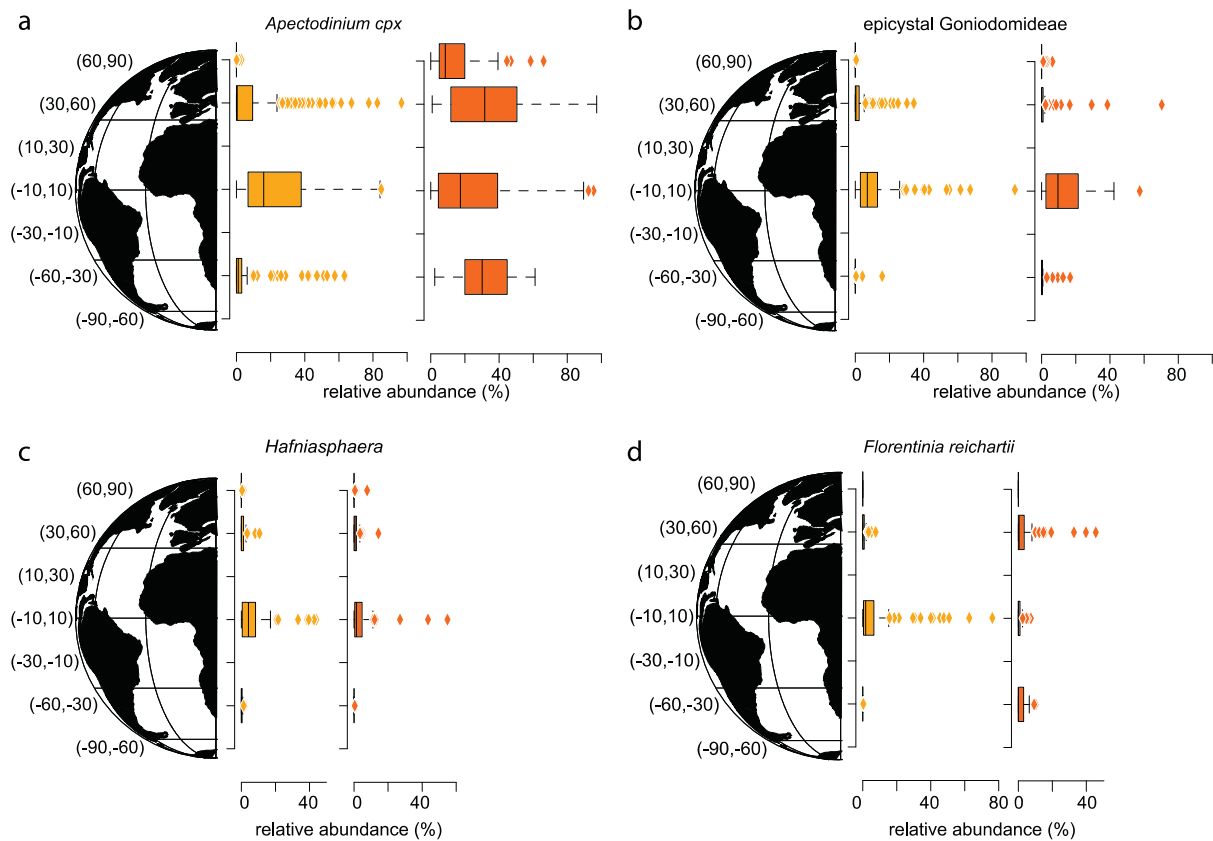 a
Apectodinium cpx
(60,90)
(30,60)
(10,30)
(-10,10)
(-30,-10)
(-60,-30)
(-90,-60)
0 40 80 0 40 80
relative abundance (%)
b
epicystal Goniodomideae
(60,90)
(30,60)
(10,30)
(-10,10)
(-30,-10)
(-60,-30)
(-90,-60)
0 40 80 0 40 80
relative abundance (%)
c
Hafniasphaera
(60,90)
(30,60)
(10,30)
(-10,10)
(-30,-10)
(-60,-30)
(-90,-60)
0 40 0 40
relative abundance (%)
d
Florentinia reichartii
(60,90)
(30,60)
(10,30)
(-10,10)
(-30,-10)
(-60,-30)
(-90,-60)
0 40 80 0 40
relative abundance (%)